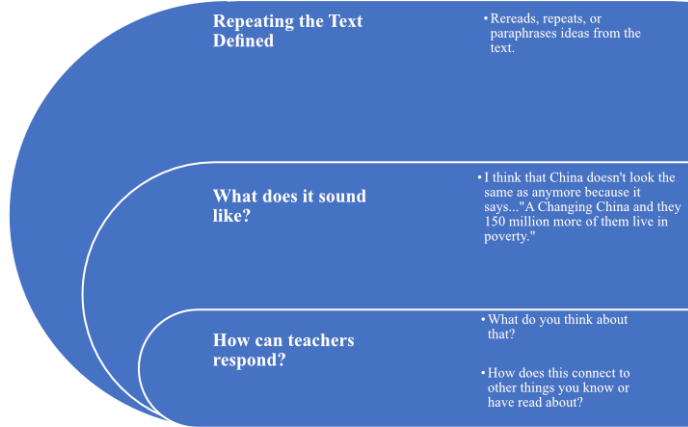 Repeating the Text
Defined
• Rereads, repeats, or
paraphrases ideas from the
text.
What does it sound
like?
• I think that China doesn't look the
same as anymore because it
says..."A Changing China and they
150 million more of them live in
poverty."
How can teachers
respond?
• What do you think about
that?
• How does this connect to
other things you know or
have read about?